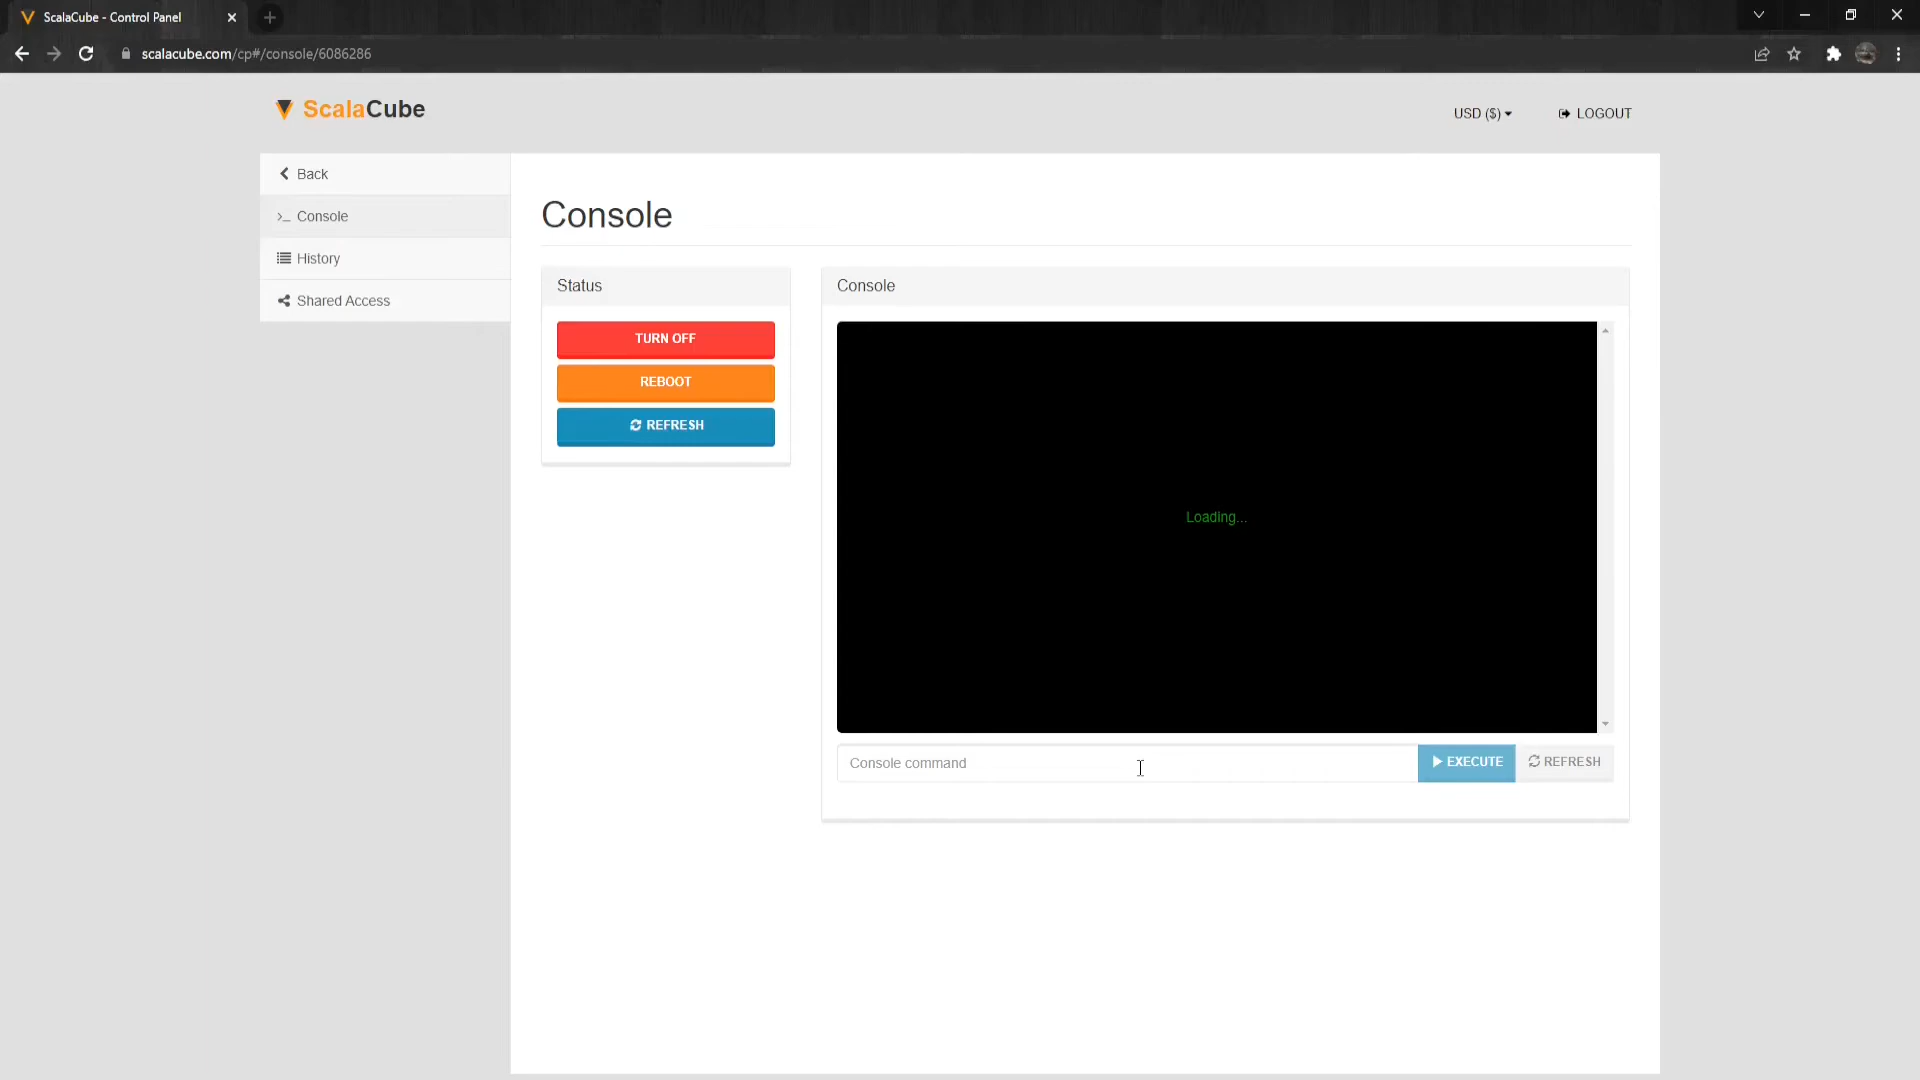 ScalaCube - Control Panel
scalacube.com/cp#/console/6086286
ScalaCube
USD ($)
LOGOUT
Back
Console
History
Shared Access
Console
Status
TURN OFF
REBOOT
REFRESH
Console
Loading...
Console command
EXECUTE
REFRESH